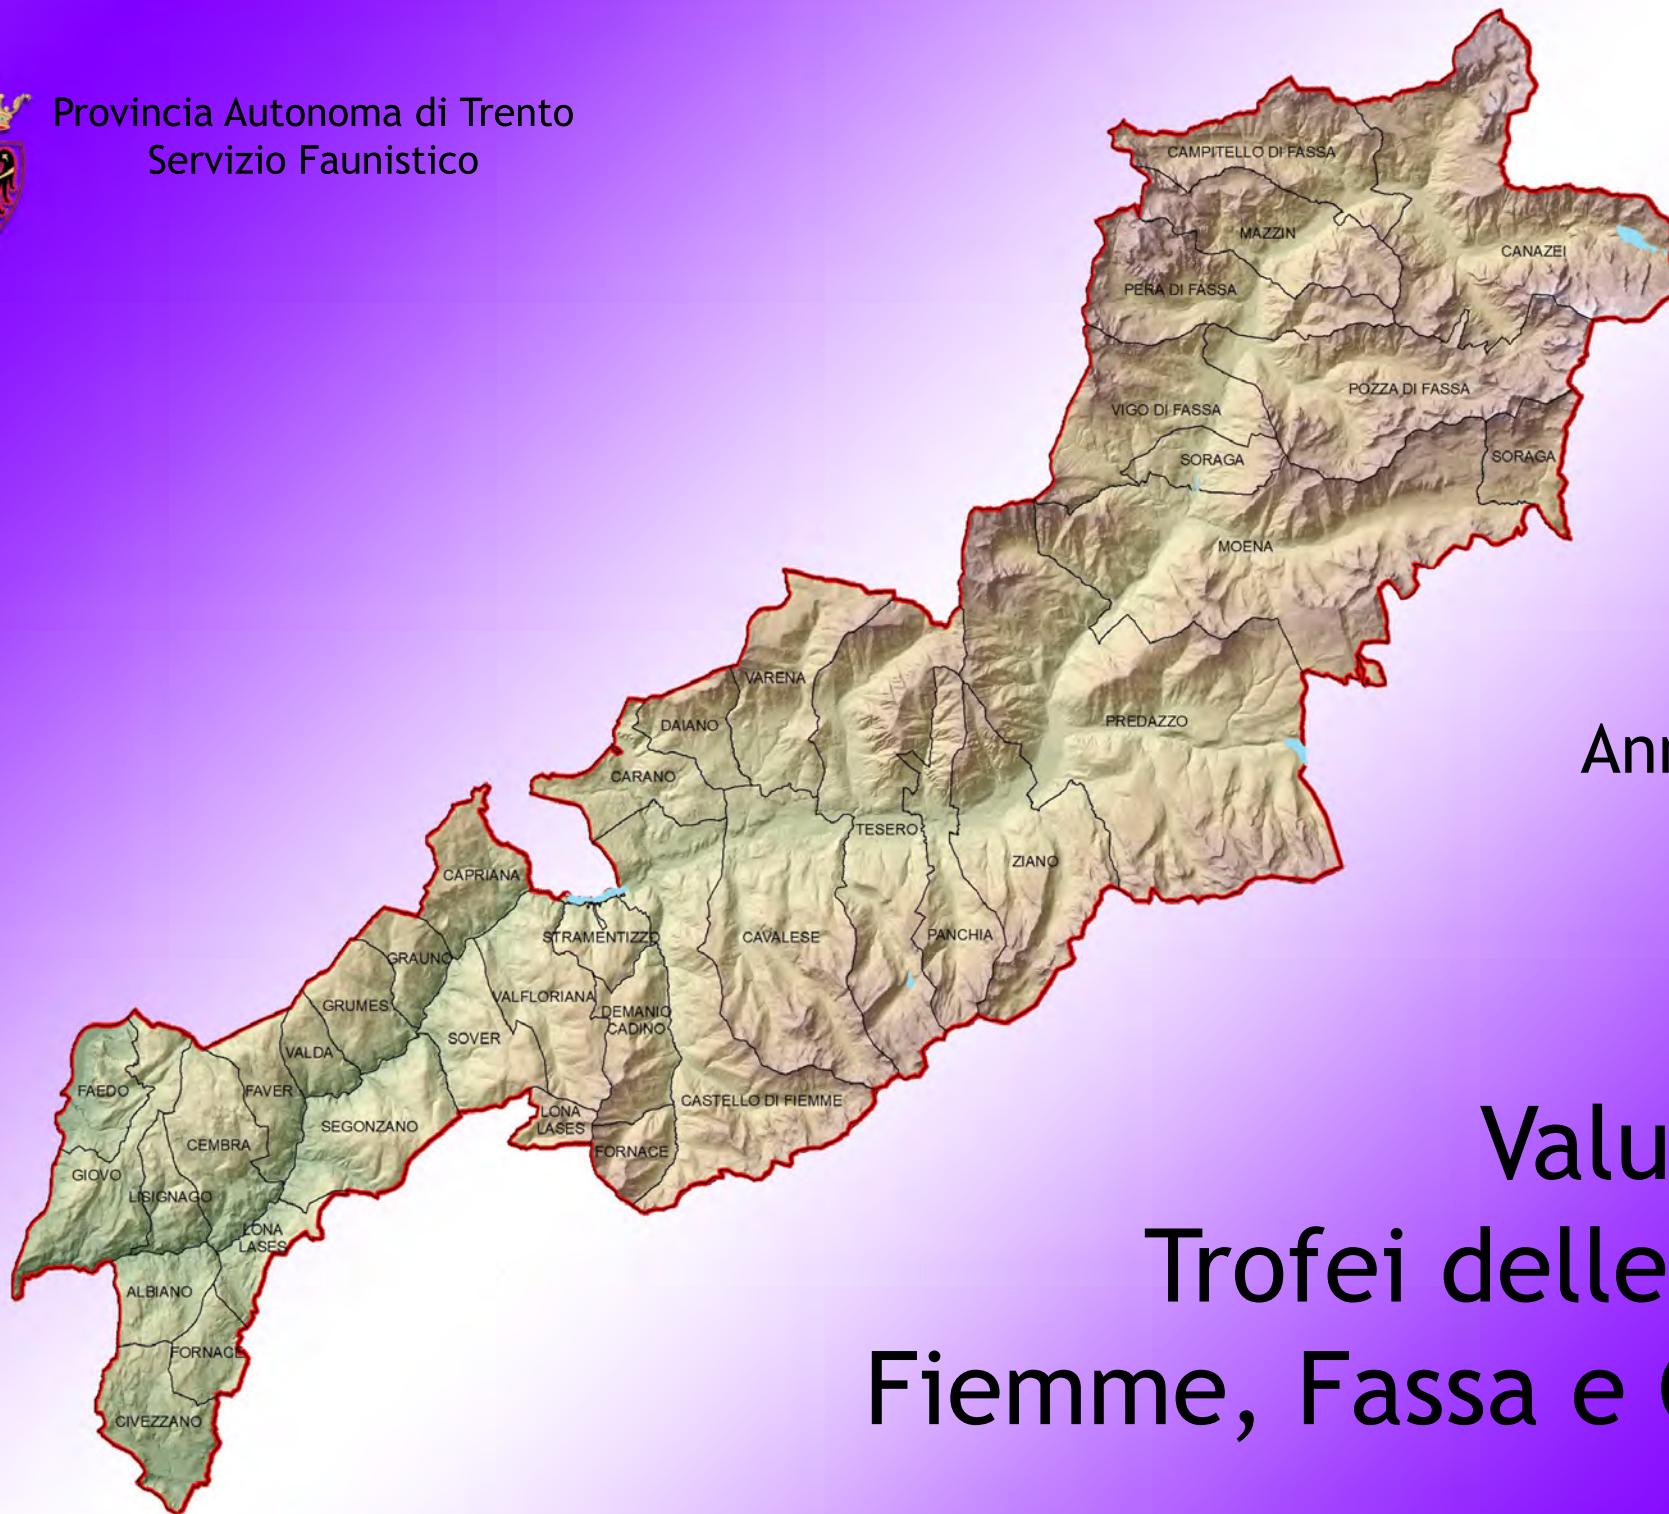 Provincia Autonoma di Trento
Servizio Faunistico
CAMPITELLO DI FASSA
MAZZIN
CANAZEI
PERA DI FASSA
POZZA DI FASSA
VIGO DI FASSA
SORAGA
SORAGA
MOENA
VARENA
DAIANO
PREDAZZO
CARANO
TESERO
ZIANO
CAPRIANA
STRAMENTIZZO
CAVALESE
PANCHIA
GRAUNO
GRUMES
VALFLORIANA
DEMANIO
CADINO
SOVER
VALDA
FAEDO
FAVER
CASTELLO DI FIEMME
LONA
LASES
SEGONZANO
CEMBRA
FORNACE
GIOVO
LISIGNAGO
LONA
LASES
ALBIANO
FORNACE
CIVEZZANO
Ann
Valu
Trofei delle
Fiemme, Fassa e